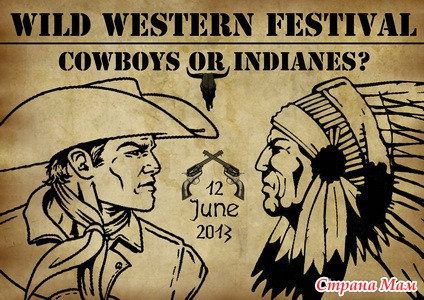 WILD WESTERN FESTIVAL
COWBOYS OR INDIANES?
12
June
2013
Страна Мам